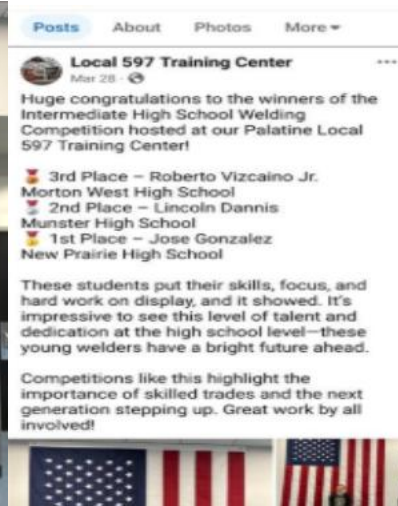 Posts About Photos More
Local 597 Training Center
Mar 28
Huge congratulations to the winners of the
Intermediate High School Welding
Competition hosted at our Palatine Local
597 Training Center!
🥉 3rd Place – Roberto Vizcaino Jr.
Morton West High School
🥈 2nd Place – Lincoln Dannis
Munster High School
🥇 1st Place – Jose Gonzalez
New Prairie High School
These students put their skills, focus, and
hard work on display, and it showed. It's
impressive to see this level of talent and
dedication at the high school level—these
young welders have a bright future ahead.
Competitions like this highlight the
importance of skilled trades and the next
generation stepping up. Great work by all
involved!